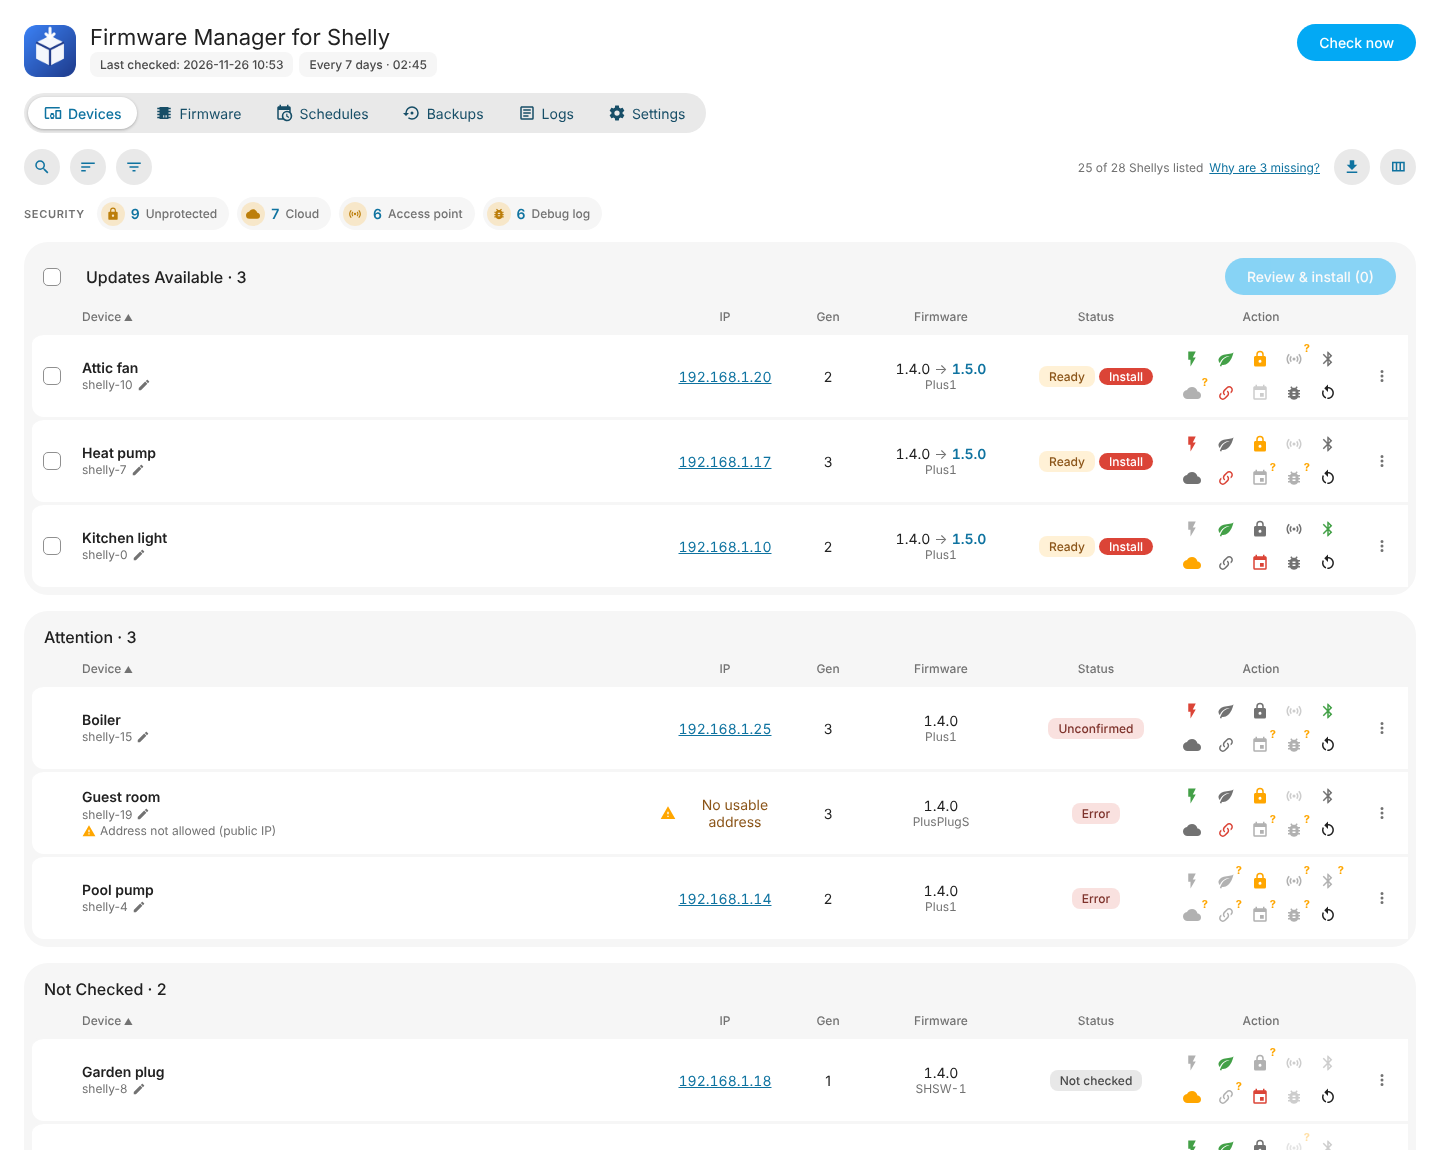 Firmware Manager for Shelly
Last checked: 2026-11-26 10:53
Every 7 days · 02:45
Check now
Devices
Firmware
Schedules
Backups
Logs
Settings
25 of 28 Shellys listed Why are 3 missing?
SECURITY
9 Unprotected
7 Cloud
6 Access point
6 Debug log
Updates Available · 3
Review & install (0)
Device ▲ IP Gen Firmware Status Action
Attic fan
shelly-10
192.168.1.20
2
1.4.0 → 1.5.0
Plus1
Ready Install
?
?
Heat pump
shelly-7
192.168.1.17
3
1.4.0 → 1.5.0
Plus1
Ready Install
? ?
Kitchen light
shelly-0
192.168.1.10
2
1.4.0 → 1.5.0
Plus1
Ready Install
Attention · 3
Device ▲ IP Gen Firmware Status Action
Boiler
shelly-15
192.168.1.25
3
1.4.0
Plus1
Unconfirmed
? ?
Guest room
shelly-19
Address not allowed (public IP)
No usable
address
3
1.4.0
PlusPlugS
Error
? ?
Pool pump
shelly-4
192.168.1.14
2
1.4.0
Plus1
Error
? ? ?
? ? ? ?
Not Checked · 2
Device ▲ IP Gen Firmware Status Action
Garden plug
shelly-8
192.168.1.18
1
1.4.0
SHSW-1
Not checked
?
?
?